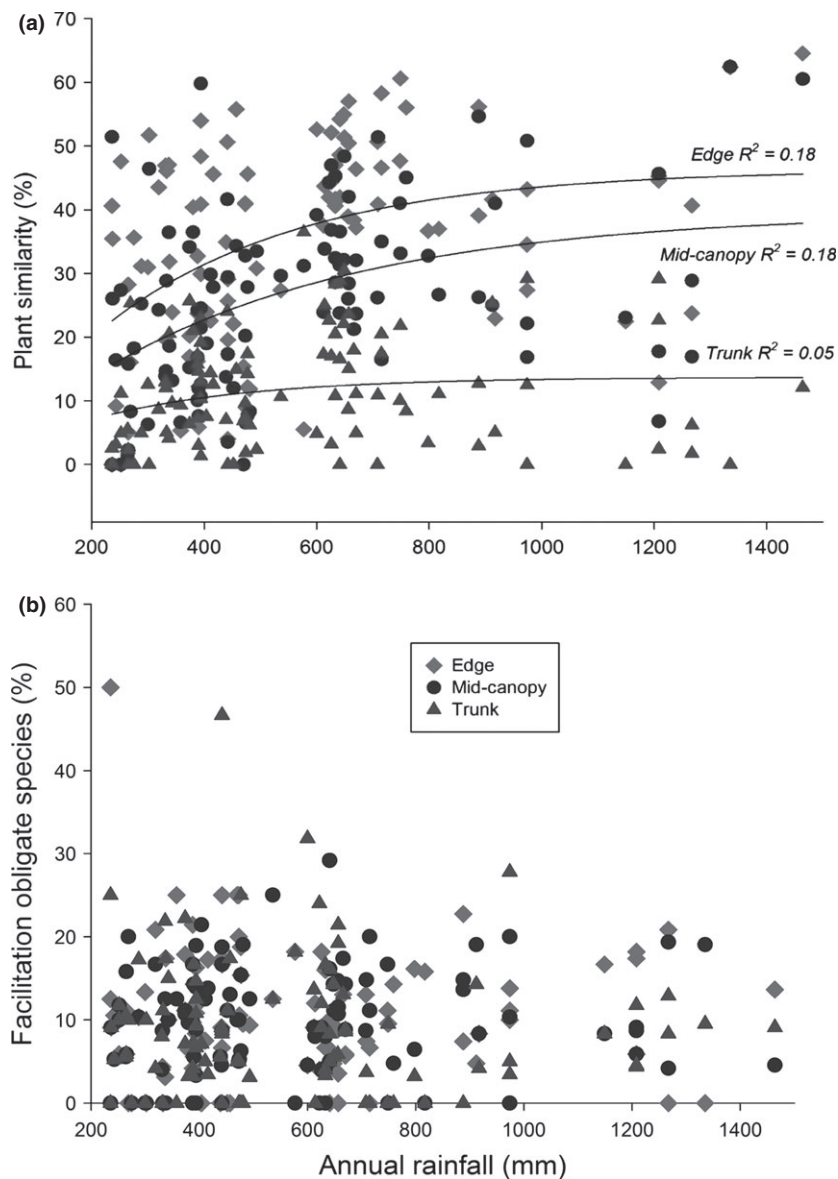 (a)
70
60
50
40
30
20
10
0
Plant similarity (%)
Edge R² = 0.18
Mid-canopy R² = 0.18
Trunk R² = 0.05
200 400 600 800 1000 1200 1400
(b)
60
50
40
30
20
10
0
Facilitation obligate species (%)
Edge
Mid-canopy
Trunk
200 400 600 800 1000 1200 1400
Annual rainfall (mm)